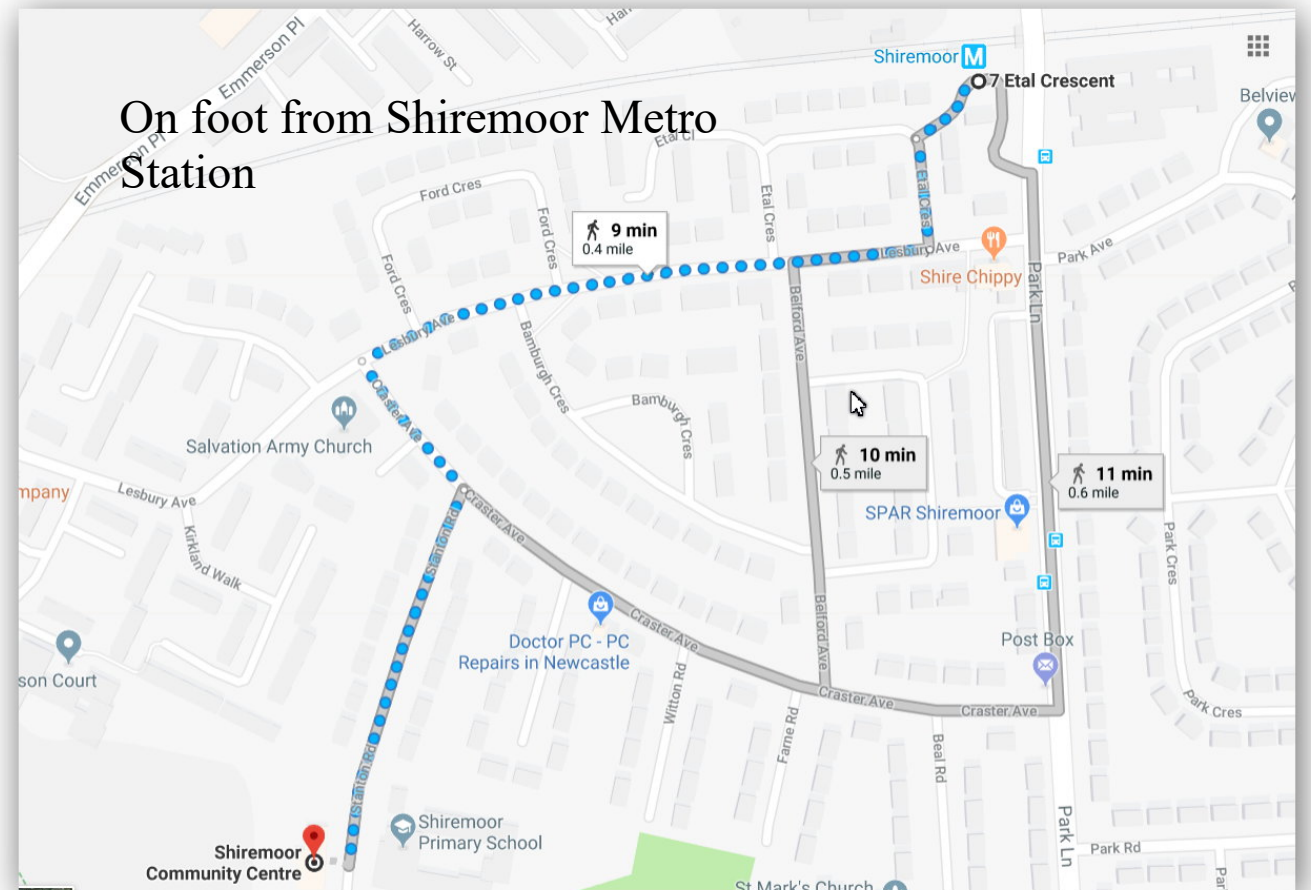 On foot from Shiremoor Metro
Station
Emmerson Pl
Emmerson Pl
Harrow St
Shiremoor M
7 Etal Crescent
Belview
Etal Cl
Etal Cres
Etal Cres
Ford Cres
Ford Cres
Ford Cres
9 min
0.4 mile
Lesbury Ave
Shire Chippy
Park Ave
Park Ln
Lesbury Ave
Belford Ave
Bamburgh Cres
Bamburgh Cres
Craster Ave
Salvation Army Church
10 min
0.5 mile
11 min
0.6 mile
mpany
Lesbury Ave
Kirkland Walk
Stanton Rd
Craster Ave
SPAR Shiremoor
Park Cres
Doctor PC - PC
Repairs in Newcastle
Craster Ave
Belford Ave
Post Box
son Court
Witton Rd
Farne Rd
Craster Ave
Craster Ave
Park Cres
Beal Rd
Stanton Rd
Shiremoor
Primary School
Shiremoor
Community Centre
Park Ln
Park Rd
St Mark's Church